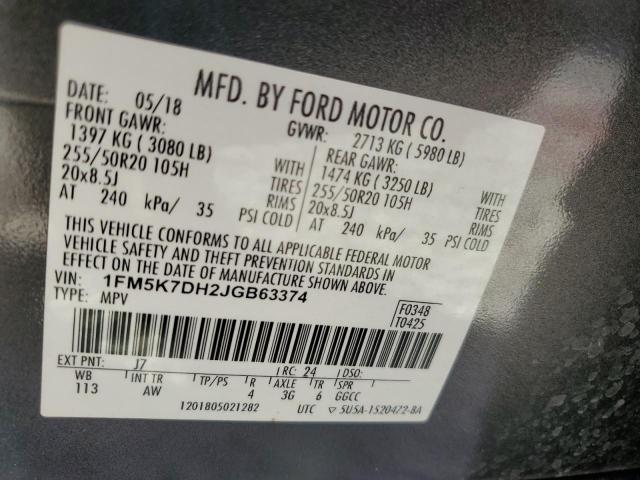 MFD. BY FORD MOTOR CO.
DATE: 05/18 GVWR: 2713 KG ( 5980 LB)
FRONT GAWR: REAR GAWR:
1397 KG ( 3080 LB) WITH 1474 KG ( 3250 LB) WITH
255/50R20 105H TIRES 255/50R20 105H TIRES
20x8.5J RIMS 20x8.5J RIMS
AT 240 kPa/ 35 PSI COLD AT 240 kPa/ 35 PSI COLD
THIS VEHICLE CONFORMS TO ALL APPLICABLE FEDERAL MOTOR
VEHICLE SAFETY AND THEFT PREVENTION STANDARDS IN
EFFECT ON THE DATE OF MANUFACTURE SHOWN ABOVE.
VIN: 1FM5K7DH2JGB63374
TYPE: MPV
F0348
T0425
EXT PNT: J7 RC: 24 DSO:
WB INT TR TP/PS R AXLE TR SPR
113 AW 4 3G 6 GGCC
1201805021282 UTC 5U5A-1520472-BA